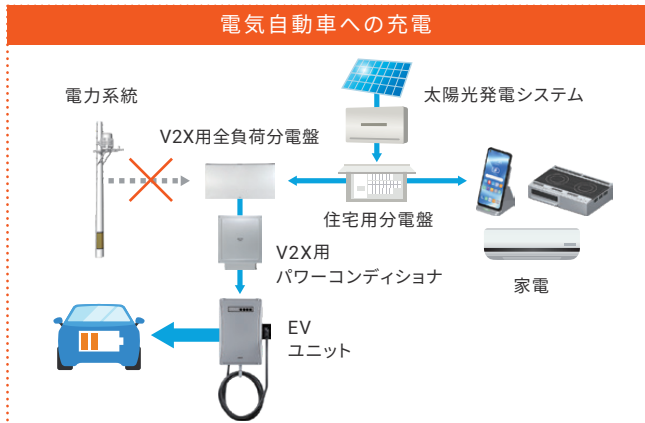 電気自動車への充電
電力系統
太陽光発電システム
V2X用全負荷分電盤
住宅用分電盤
V2X用
パワーコンディショナ
家電
EV
ユニット